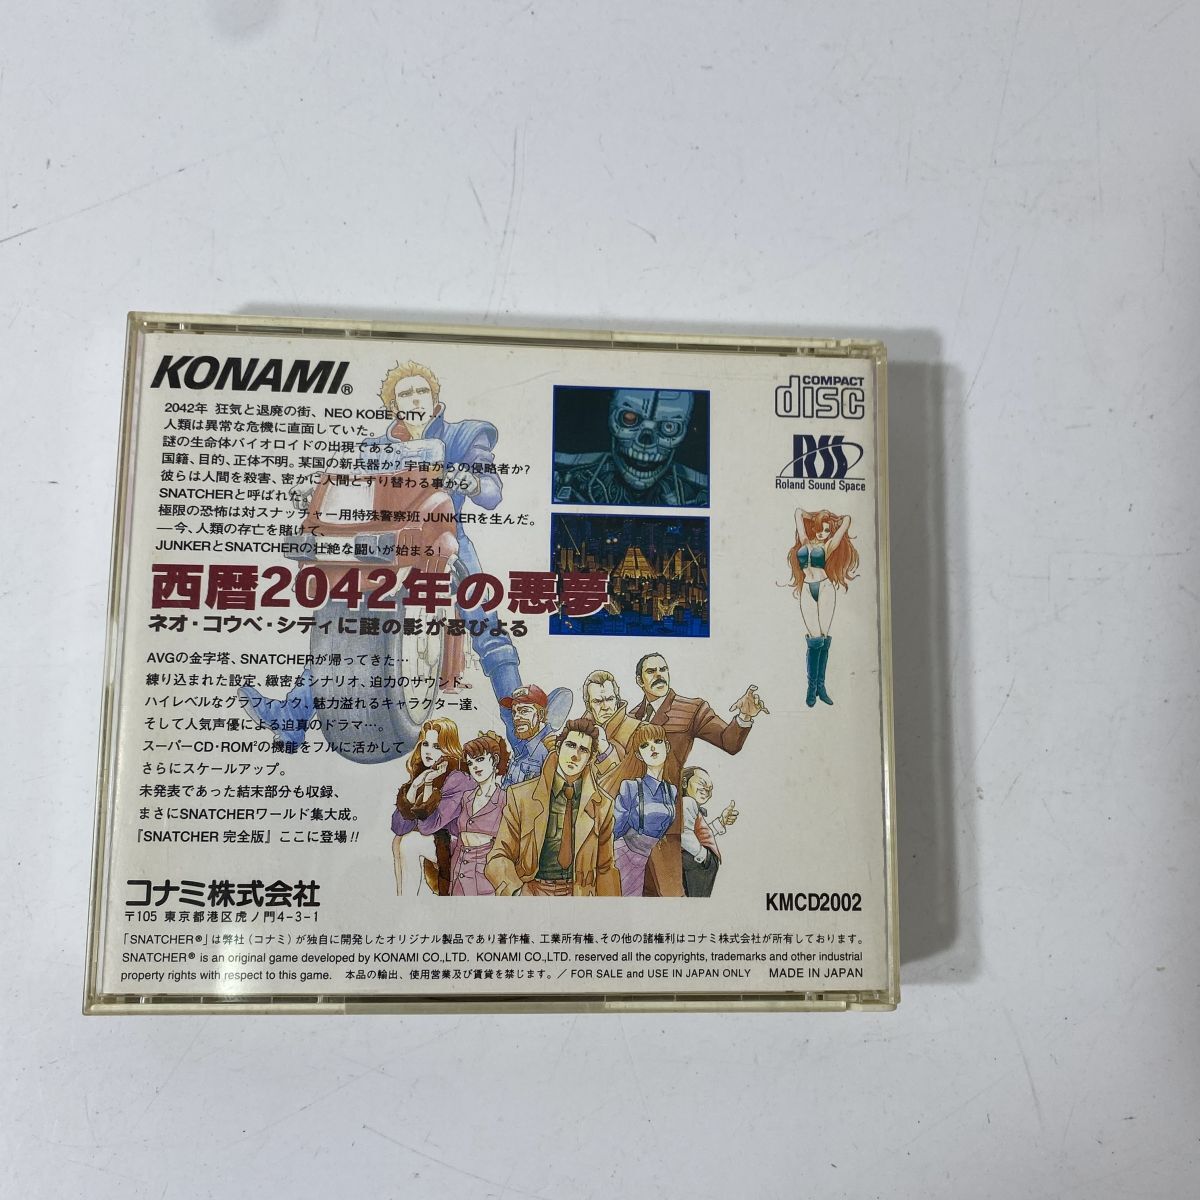 KONAMI®
2042年 狂気と退廃の街、NEO KOBE CITY…
人類は異常な危機に直面していた。
謎の生命体バイオロイドの出現である。
国籍、目的、正体不明。某国の新兵器か?宇宙からの侵略者か?
彼らは人間を殺害、密かに人間とすり替わる事から
SNATCHERと呼ばれた。
極限の恐怖は対スナッチャー用特殊警察班 JUNKERを生んだ。
―今、人類の存亡を賭けて、
JUNKERとSNATCHERの壮絶な闘いが始まる!
西暦2042年の悪夢
ネオ・コウベ・シティに謎の影が忍びよる
AVGの金字塔、SNATCHERが帰ってきた…
練り込まれた設定、緻密なシナリオ、迫力のサウンド、
ハイレベルなグラフィック、魅力溢れるキャラクター達、
そして人気声優による迫真のドラマ…。
スーパーCD・ROM²の機能をフルに活かして
さらにスケールアップ。
未発表であった結末部分も収録、
まさにSNATCHERワールド集大成。
『SNATCHER 完全版』ここに登場!!
COMPACT
disc
RSS
Roland Sound Space
コナミ株式会社
〒105 東京都港区虎ノ門4-3-1
KMCD2002
「SNATCHER®」は弊社(コナミ)が独自に開発したオリジナル製品であり著作権、工業所有権、その他の諸権利はコナミ株式会社が所有しております。
SNATCHER® is an original game developed by KONAMI CO.,LTD. KONAMI CO.,LTD. reserved all the copyrights, trademarks and other industrial
property rights with respect to this game. 本品の輸出、使用営業及び賃貸を禁じます。/ FOR SALE and USE IN JAPAN ONLY MADE IN JAPAN